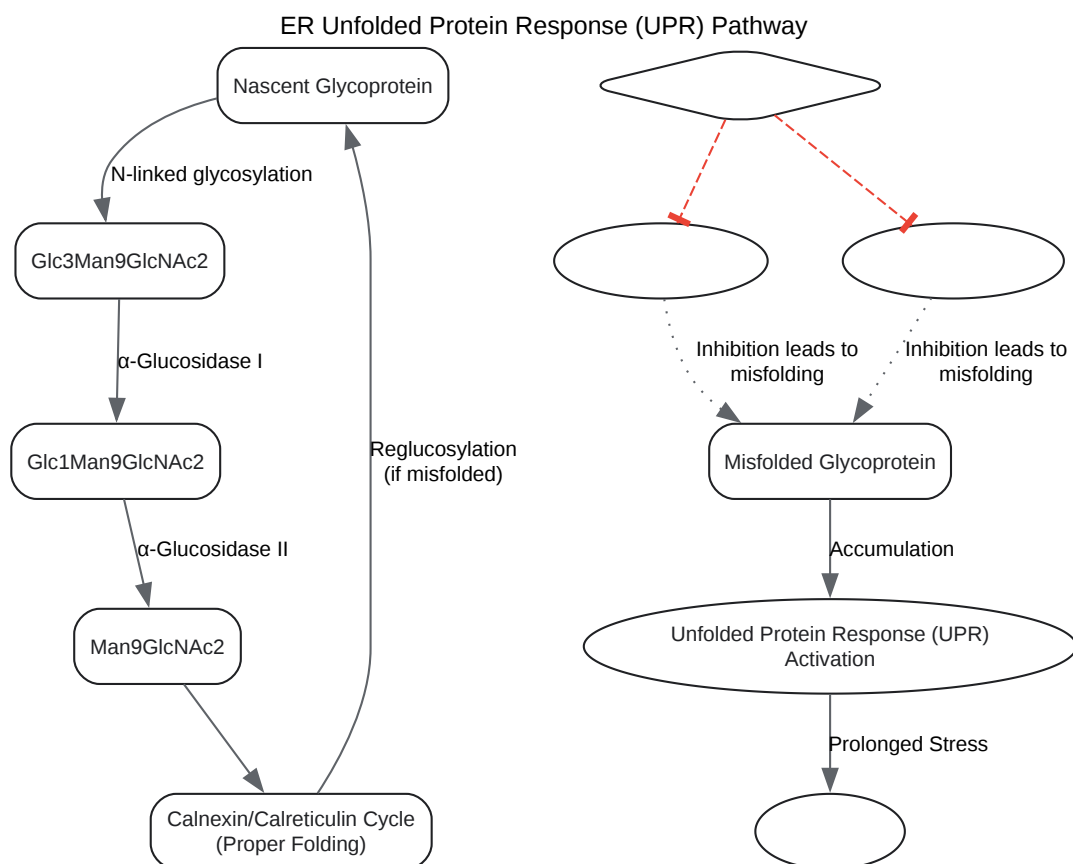 ER Unfolded Protein Response (UPR) Pathway
Nascent Glycoprotein
N-linked glycosylation
Glc3Man9GlcNAc2
α-Glucosidase I
Glc1Man9GlcNAc2
α-Glucosidase II
Man9GlcNAc2
Calnexin/Calreticulin Cycle
(Proper Folding)
Reglucosylation
(if misfolded)
Inhibition leads to
misfolding
Inhibition leads to
misfolding
Misfolded Glycoprotein
Accumulation
Unfolded Protein Response (UPR)
Activation
Prolonged Stress